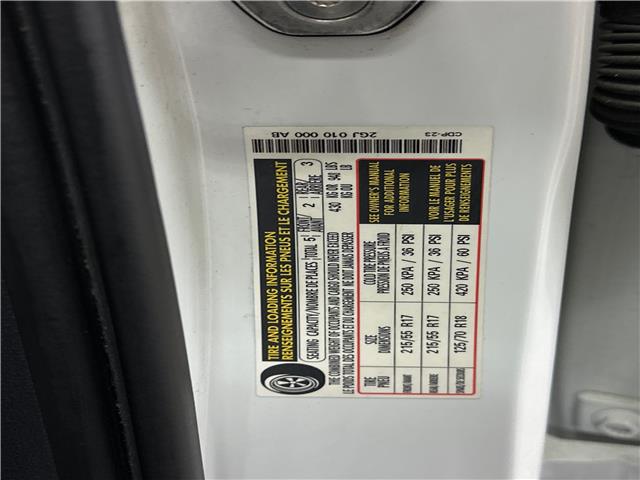 TIRE AND LOADING INFORMATION
RENSEIGNEMENTS SUR LES PNEUS ET LE CHARGEMENT
SEATING CAPACITY/NOMBRE DE PLACES TOTAL 5 FRONT/AVANT 2 REAR/ARRIÈRE 3
THE COMBINED WEIGHT OF OCCUPANTS AND CARGO SHOULD NEVER EXCEED 430 KG OR 940 LBS
LE POIDS TOTAL DES OCCUPANTS ET DU CHARGEMENT NE DOIT JAMAIS DÉPASSER KG OU LB
TIRE SIZE COLD TIRE PRESSURE SEE OWNER'S MANUAL
PNEU DIMENSIONS PRESSION DE PNEUS À FROID FOR ADDITIONAL
INFORMATION
FRONT/AVANT 215/55 R17 250 KPA / 36 PSI
REAR/ARRIÈRE 215/55 R17 250 KPA / 36 PSI VOIR LE MANUEL DE
L'USAGER POUR PLUS
DE RENSEIGNEMENTS
SPARE/DE SECOURS 125/70 R18 420 KPA / 60 PSI
2GJ 010 000 AB
CDP-23